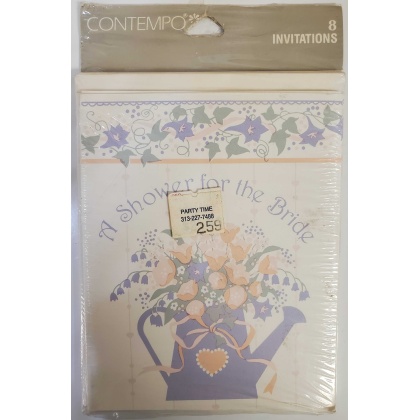 CONTEMPO
8
INVITATIONS
A Shower for the Bride
PARTY TIME
313-227-7458
259